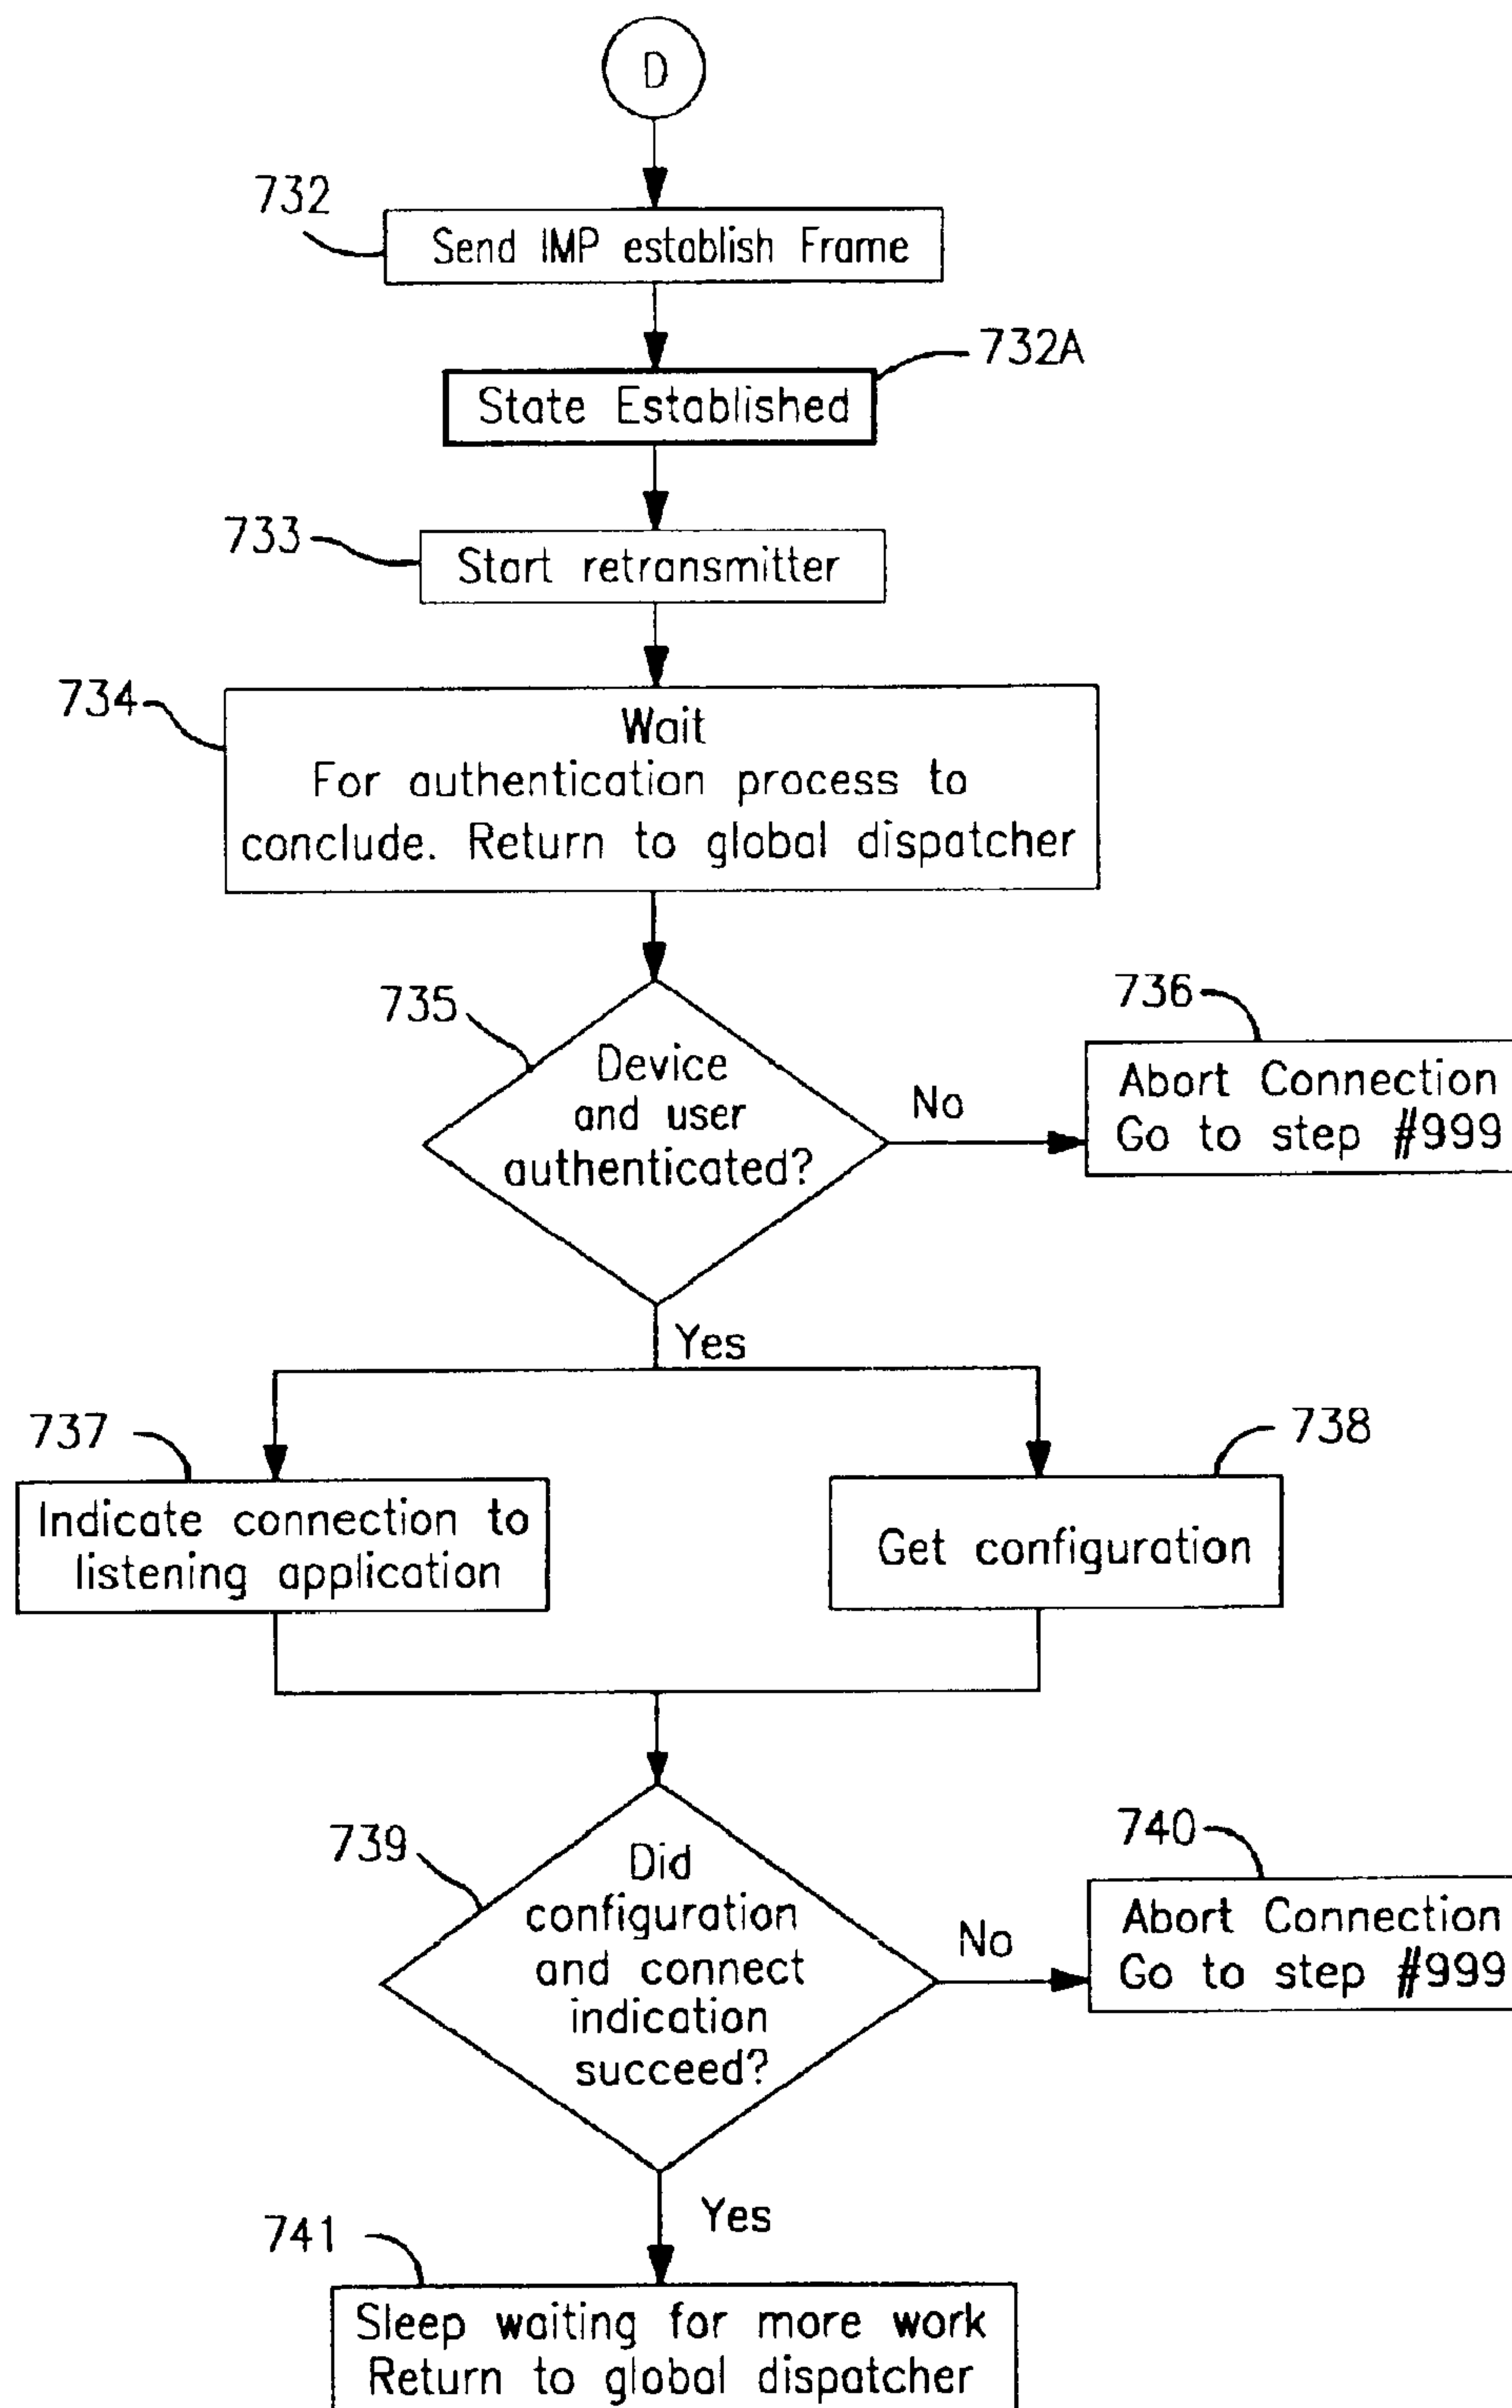 D
732
Send IMP establish Frame
732A
State Established
733
Start retransmitter
734
Wait
For authentication process to
conclude. Return to global dispatcher
735
Device
and user
authenticated?
No
736
Abort Connection
Go to step #999
Yes
737
Indicate connection to
listening application
738
Get configuration
739
Did
configuration
and connect
indication
succeed?
No
740
Abort Connection
Go to step #999
Yes
741
Sleep waiting for more work
Return to global dispatcher